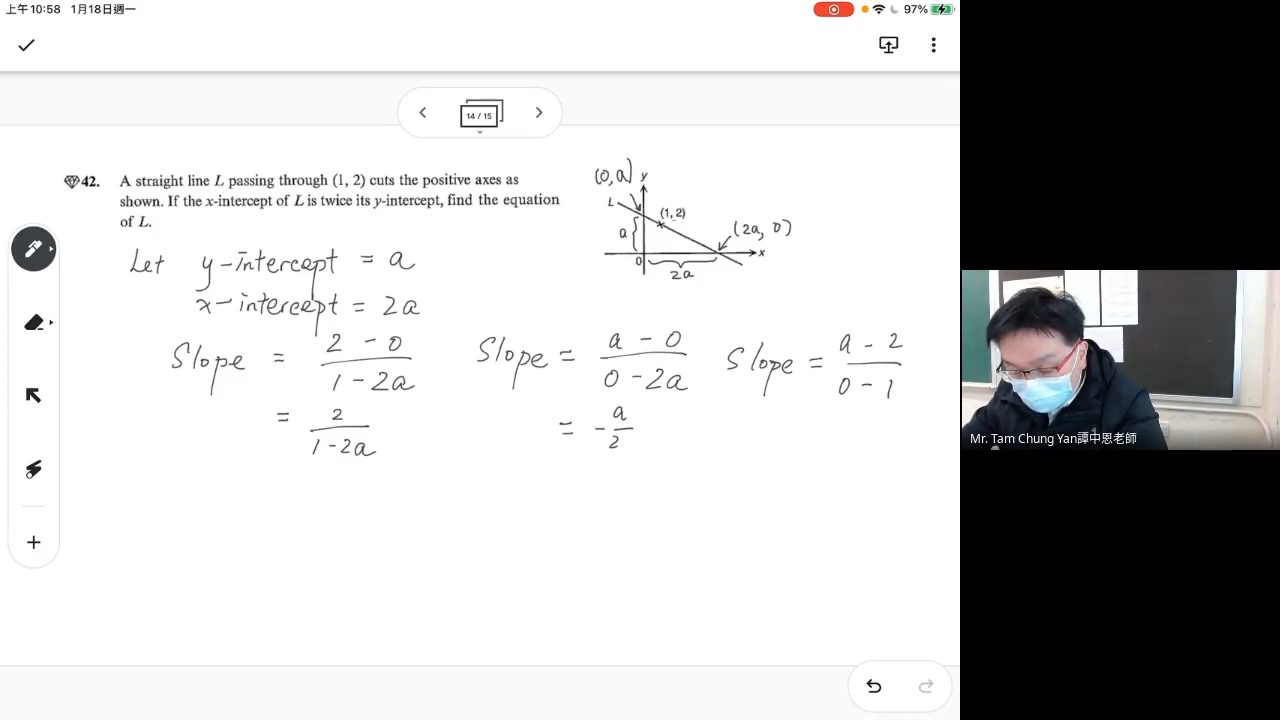 上午10:58 1月18日週一
97%
14 / 15
42. A straight line L passing through (1, 2) cuts the positive axes as
shown. If the x-intercept of L is twice its y-intercept, find the equation
of L.
(0, a)
y
L
(1, 2)
a
(2a, 0)
0
x
2a
Let y-intercept = a
x-intercept = 2a
Slope = 2 - 0 / 1 - 2a
= 2 / 1 - 2a
Slope = a - 0 / 0 - 2a
= - a / 2
Slope = a - 2 / 0 - 1
Mr. Tam Chung Yan譚中恩老師